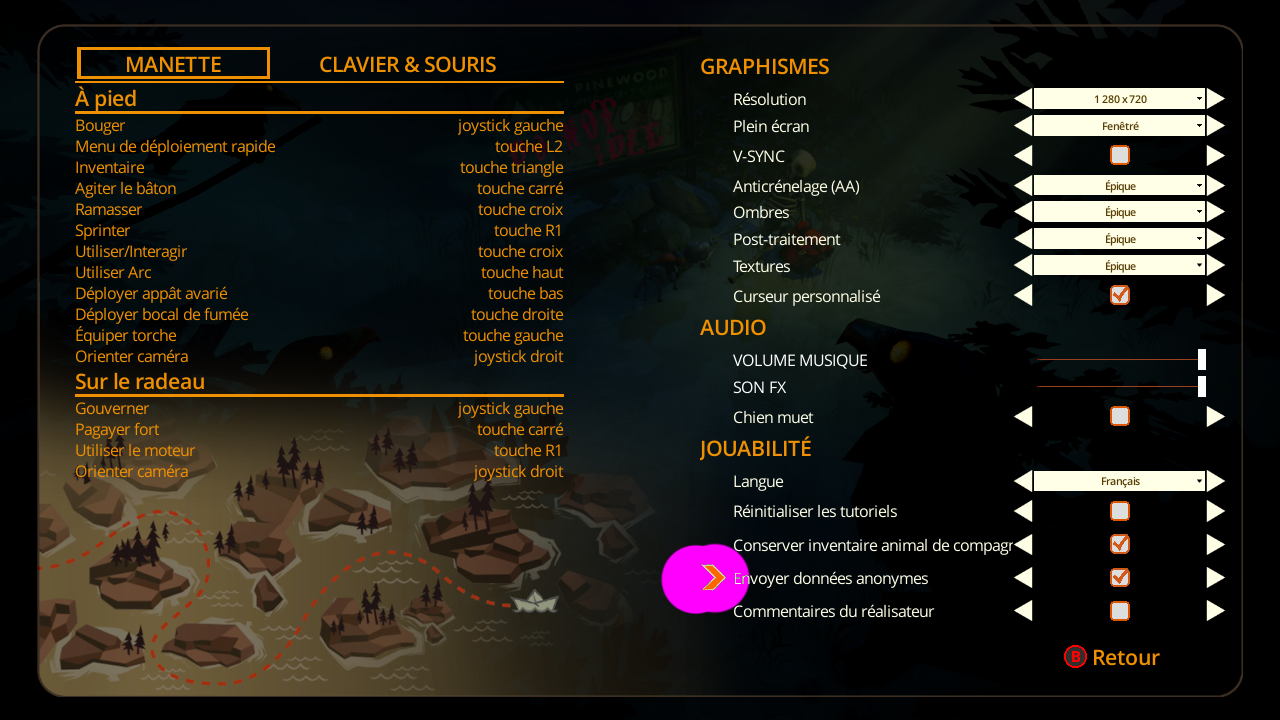 MANETTE
CLAVIER & SOURIS
À pied
Bouger joystick gauche
Menu de déploiement rapide touche L2
Inventaire touche triangle
Agiter le bâton touche carré
Ramasser touche croix
Sprinter touche R1
Utiliser/Interagir touche croix
Utiliser Arc touche haut
Déployer appât avarié touche bas
Déployer bocal de fumée touche droite
Équiper torche touche gauche
Orienter caméra joystick droit
Sur le radeau
Gouverner joystick gauche
Pagayer fort touche carré
Utiliser le moteur touche R1
Orienter caméra joystick droit
GRAPHISMES
Résolution 1 280 x 720
Plein écran Fenêtré
V-SYNC
Anticrénelage (AA) Épique
Ombres Épique
Post-traitement Épique
Textures Épique
Curseur personnalisé
AUDIO
VOLUME MUSIQUE
SON FX
Chien muet
JOUABILITÉ
Langue Français
Réinitialiser les tutoriels
Conserver inventaire animal de compagr
Envoyer données anonymes
Commentaires du réalisateur
B Retour
PINEWOOD